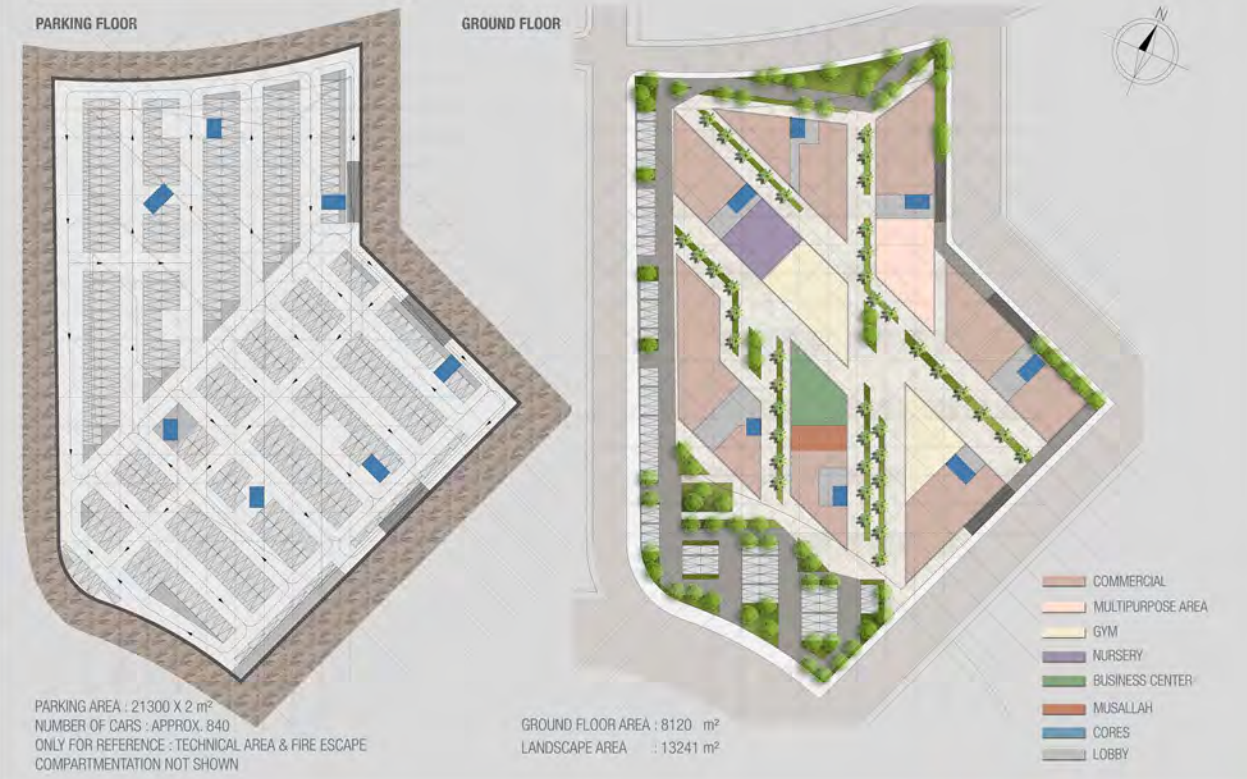 PARKING FLOOR
GROUND FLOOR
N
COMMERCIAL
MULTIPURPOSE AREA
GYM
NURSERY
BUSINESS CENTER
MUSALLAH
CORES
LOBBY
PARKING AREA : 21300 X 2 m²
NUMBER OF CARS : APPROX. 840
ONLY FOR REFERENCE : TECHNICAL AREA & FIRE ESCAPE
COMPARTMENTATION NOT SHOWN
GROUND FLOOR AREA : 8120 m²
LANDSCAPE AREA : 13241 m²